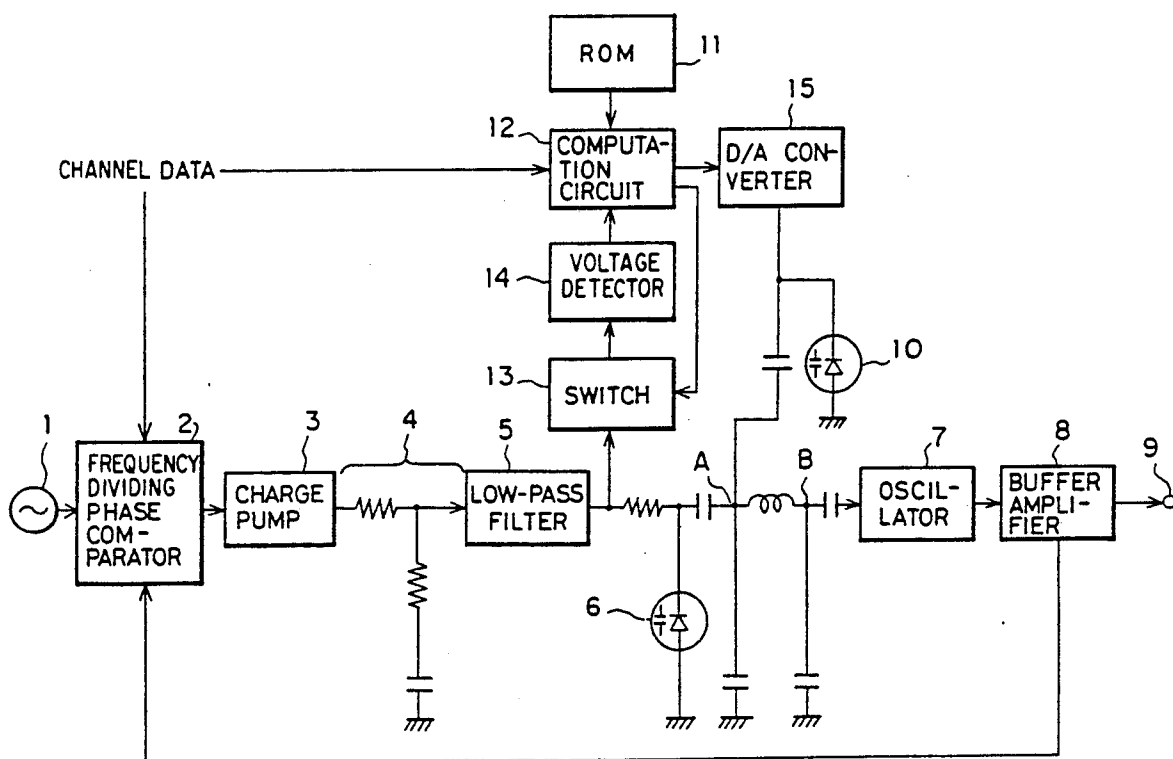 ROM
11
15
12
COMPUTA-
TION
CIRCUIT
D/A CON-
VERTER
CHANNEL DATA
14
VOLTAGE
DETECTOR
10
13
SWITCH
1
2
3
4
5
A
B
7
8
9
FREQUENCY
DIVIDING
PHASE
COM-
PARATOR
CHARGE
PUMP
LOW-PASS
FILTER
OSCIL-
LATOR
BUFFER
AMPLI-
FIER
6